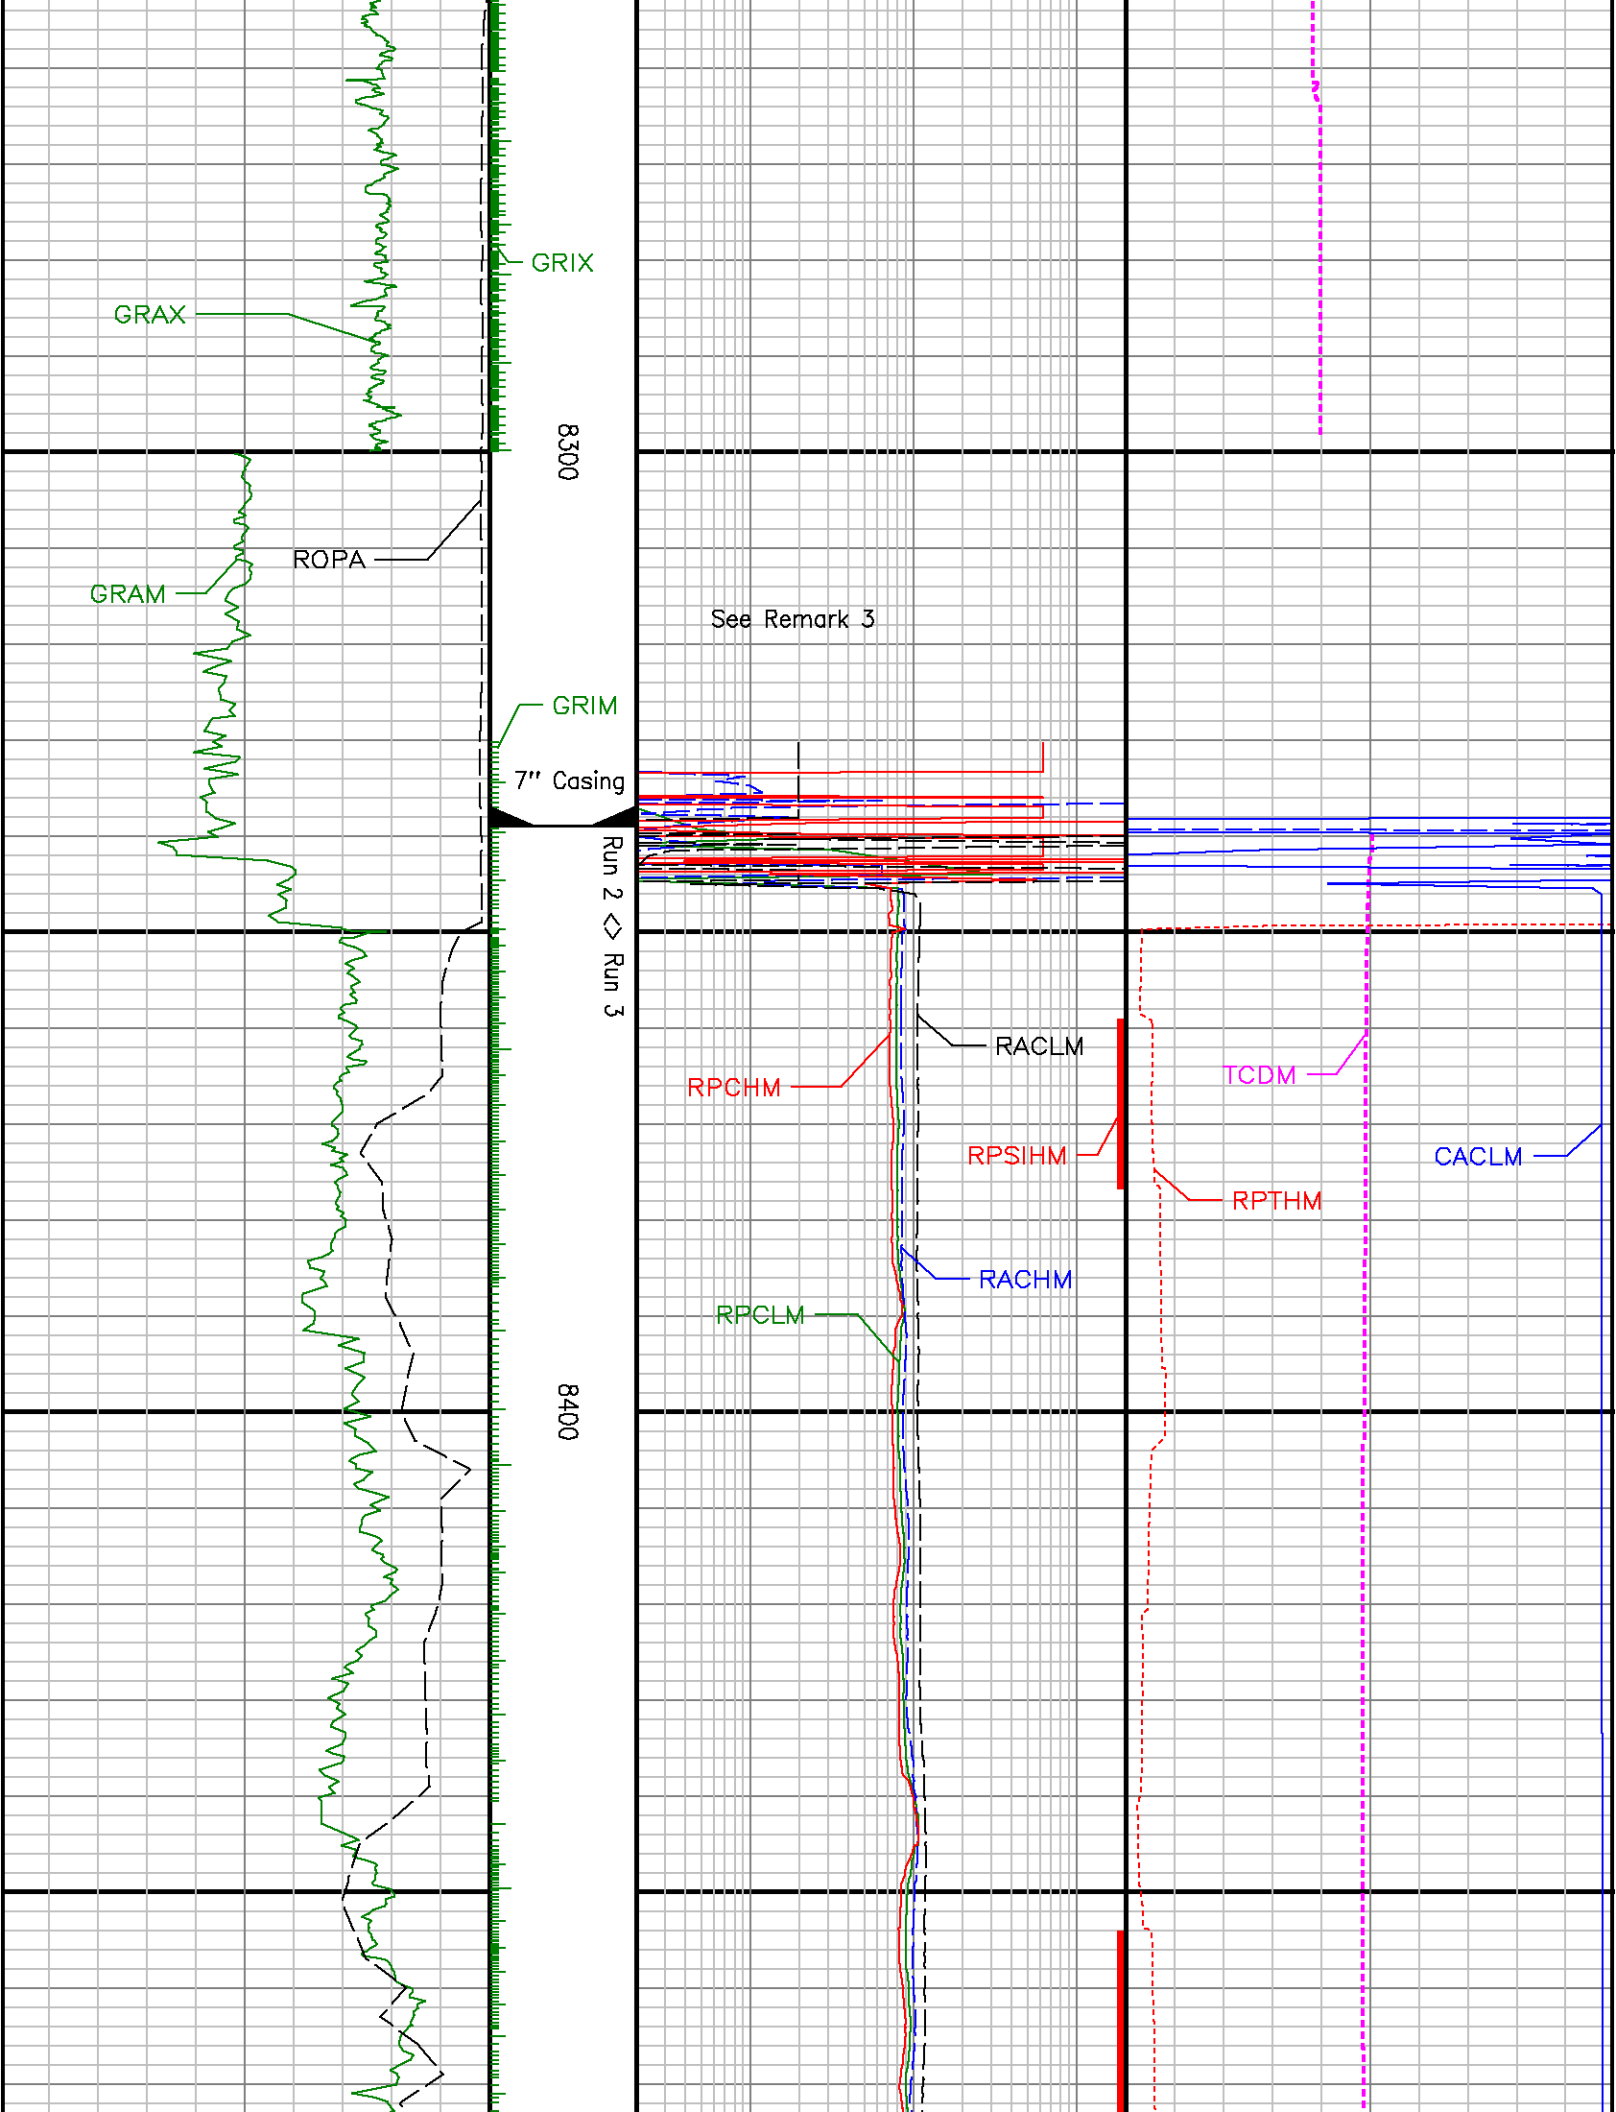 GRIX
GRAX
8300
ROPA
GRAM
See Remark 3
GRIM
7" Casing
Run 2 <> Run 3
RACLM
TCDM
RPCHM
RPSIHM
CACLM
RPTHM
RACHM
RPCLM
8400